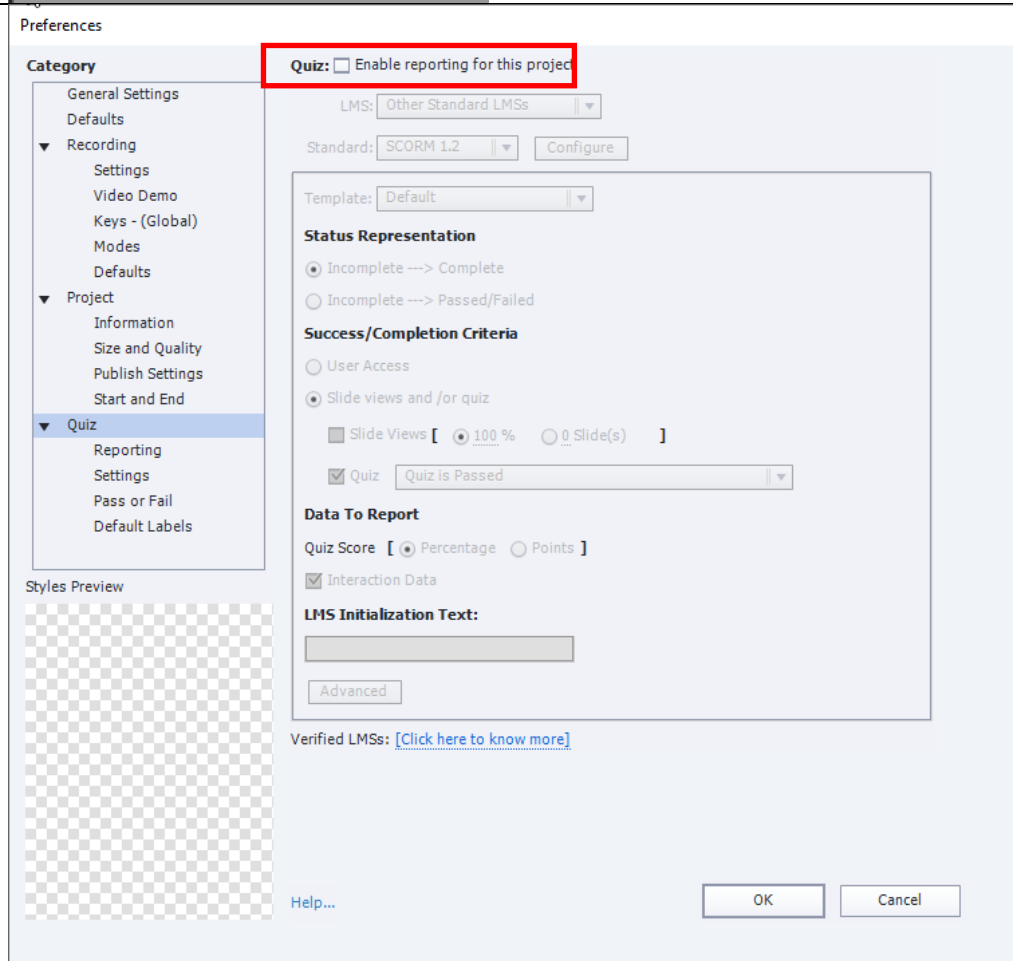 Preferences
Category
General Settings
Defaults
Recording
Settings
Video Demo
Keys - (Global)
Modes
Defaults
Project
Information
Size and Quality
Publish Settings
Start and End
Quiz
Reporting
Settings
Pass or Fail
Default Labels
Styles Preview
Quiz: Enable reporting for this project
LMS: Other Standard LMSs
Standard: SCORM 1.2 Configure
Template: Default
Status Representation
Incomplete ---> Complete
Incomplete ---> Passed/Failed
Success/Completion Criteria
User Access
Slide views and /or quiz
Slide Views [ 100 % 0 Slide(s) ]
Quiz Quiz is Passed
Data To Report
Quiz Score [ Percentage Points ]
Interaction Data
LMS Initialization Text:
Advanced
Verified LMSs: [Click here to know more]
Help... OK Cancel